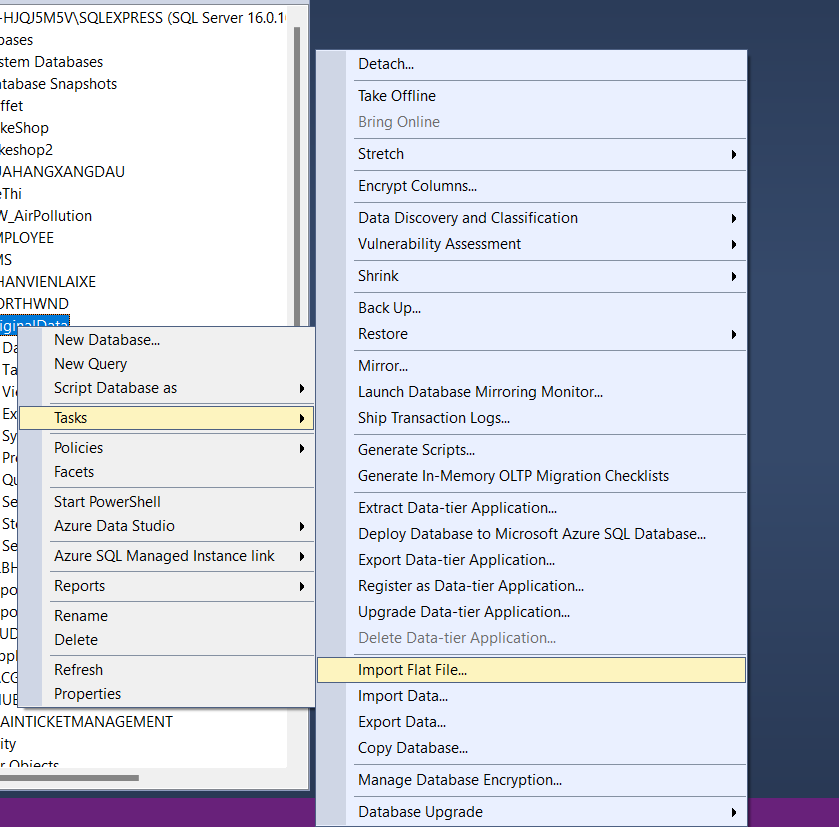 -HJQJ5M5V\SQLEXPRESS (SQL Server 16.0.1
bases
stem Databases
atabase Snapshots
ffet
keShop
keshop2
JAHANGXANGDAU
eThi
W_AirPollution
MPLOYEE
MS
HANVIENLAIXE
ORTHWND
iginalData
New Database...
New Query
Script Database as
Tasks
Policies
Facets
Start PowerShell
Azure Data Studio
Azure SQL Managed Instance link
Reports
Rename
Delete
Refresh
Properties
Da
Ta
Vi
Ex
Sy
Pr
Qu
Se
St
Se
LBH
po
po
UD
ppl
ACG
HUE
AINTICKETMANAGEMENT
ity
r Objects
Detach...
Take Offline
Bring Online
Stretch
Encrypt Columns...
Data Discovery and Classification
Vulnerability Assessment
Shrink
Back Up...
Restore
Mirror...
Launch Database Mirroring Monitor...
Ship Transaction Logs...
Generate Scripts...
Generate In-Memory OLTP Migration Checklists
Extract Data-tier Application...
Deploy Database to Microsoft Azure SQL Database...
Export Data-tier Application...
Register as Data-tier Application...
Upgrade Data-tier Application...
Delete Data-tier Application...
Import Flat File...
Import Data...
Export Data...
Copy Database...
Manage Database Encryption...
Database Upgrade